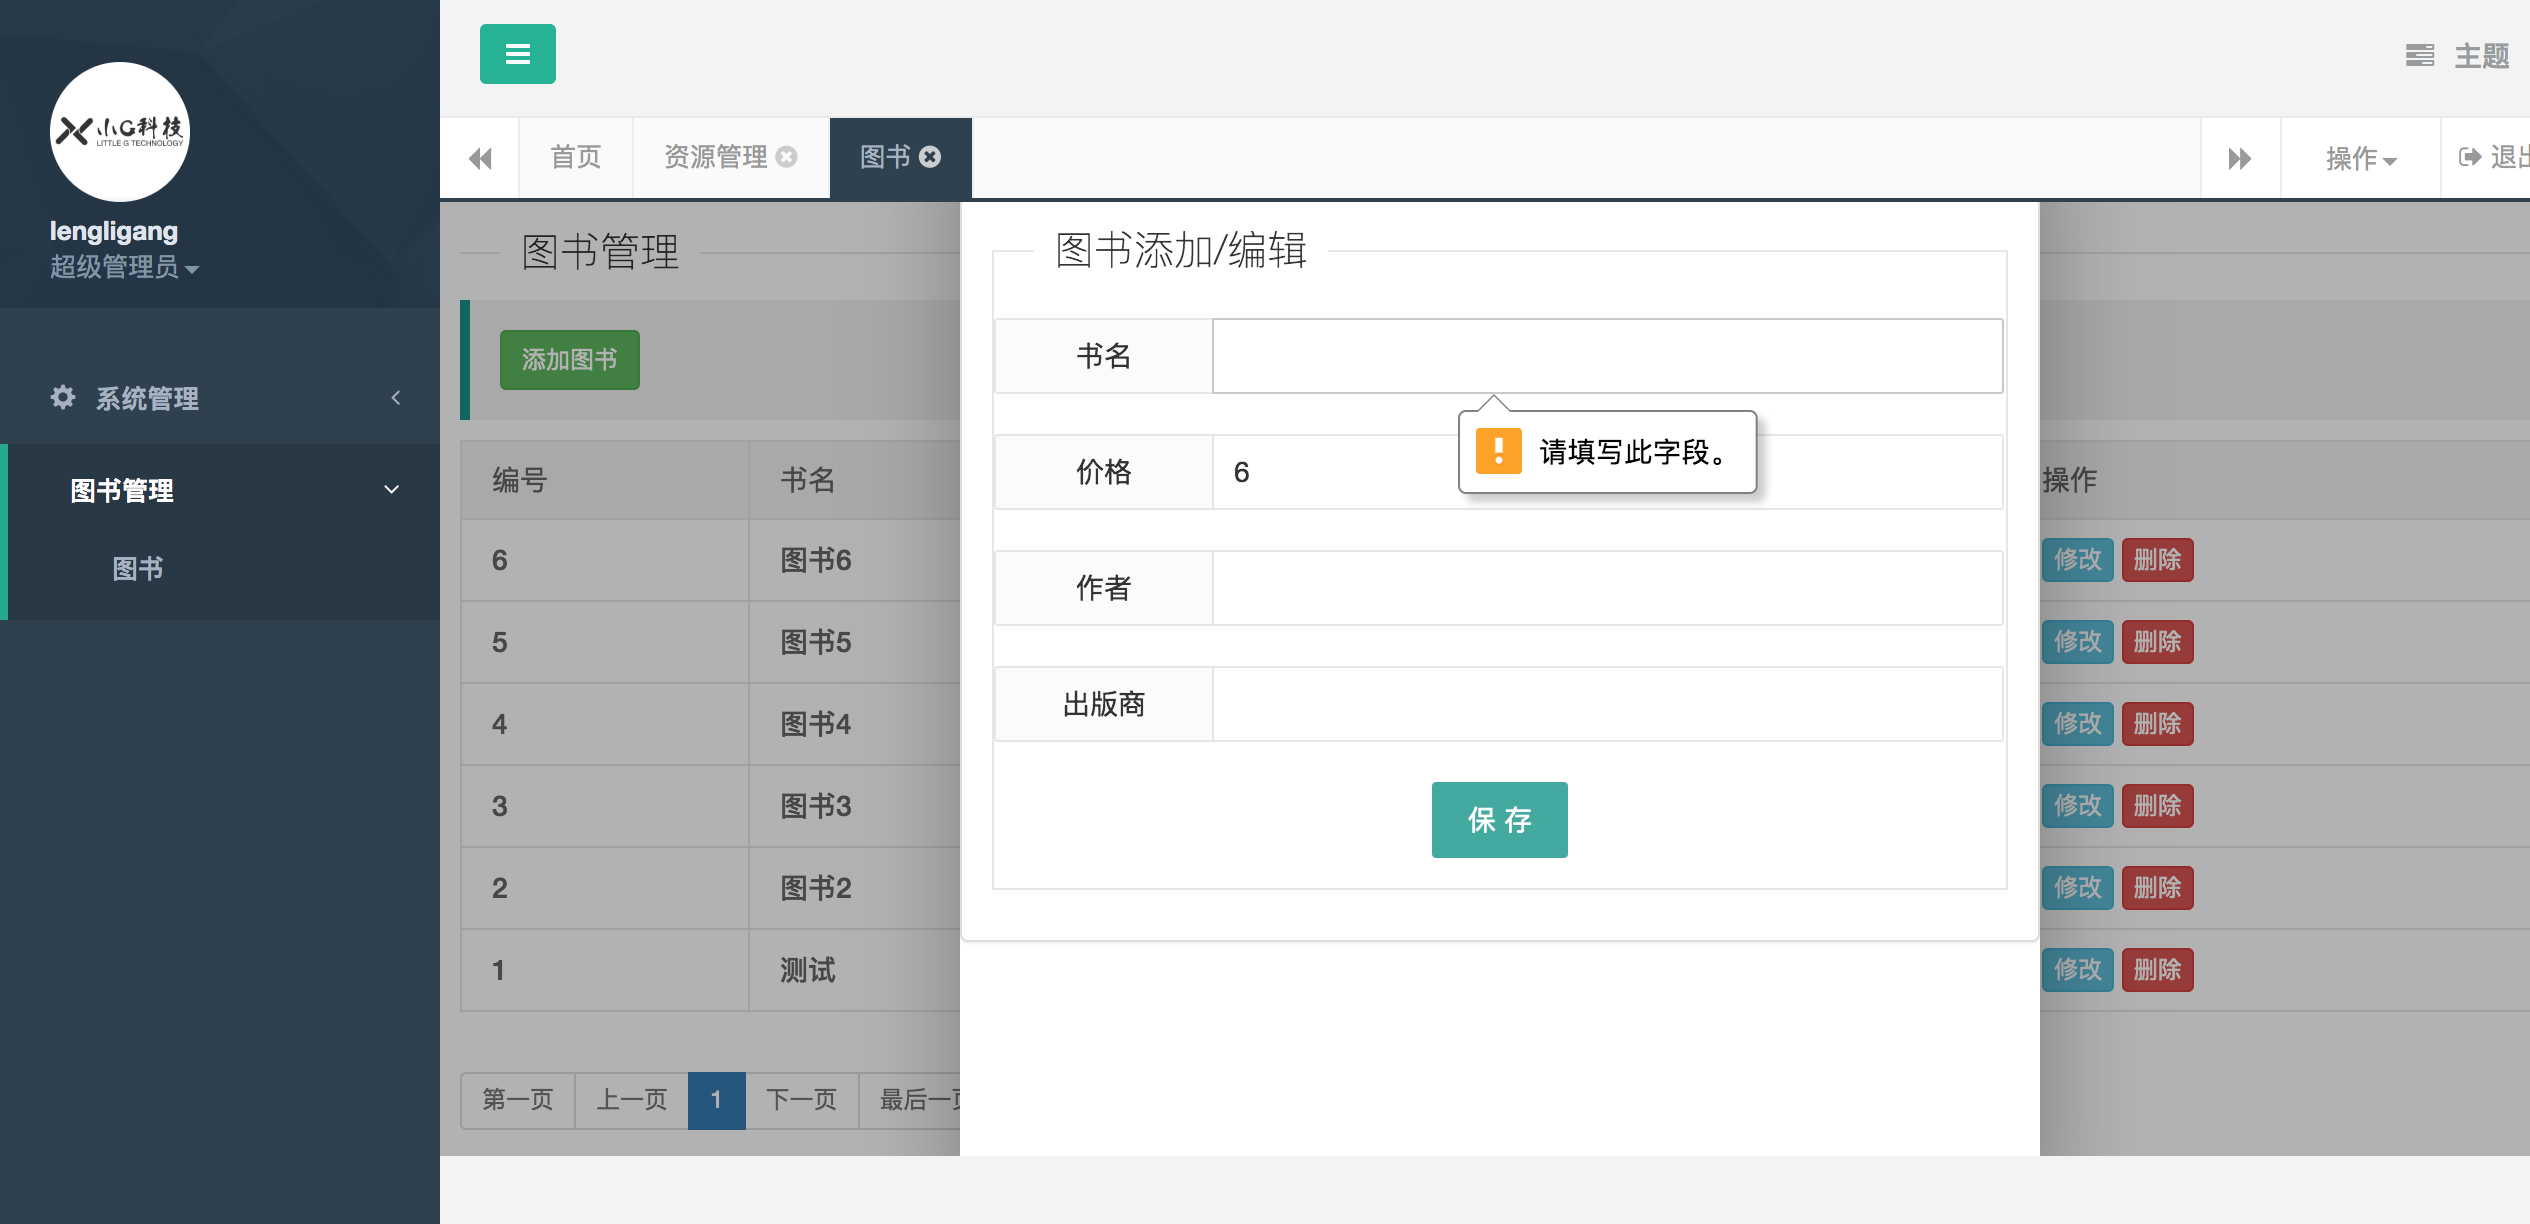 小G科技
LITTLE G TECHNOLOGY
lengligang
超级管理员
系统管理
图书管理
图书
主题
首页
资源管理
图书
操作
退出
图书管理
添加图书
编号 书名 操作
6 图书6 修改 删除
5 图书5 修改 删除
4 图书4 修改 删除
3 图书3 修改 删除
2 图书2 修改 删除
1 测试 修改 删除
第一页 上一页 1 下一页 最后一页
图书添加/编辑
书名
请填写此字段。
价格 6
作者
出版商
保 存